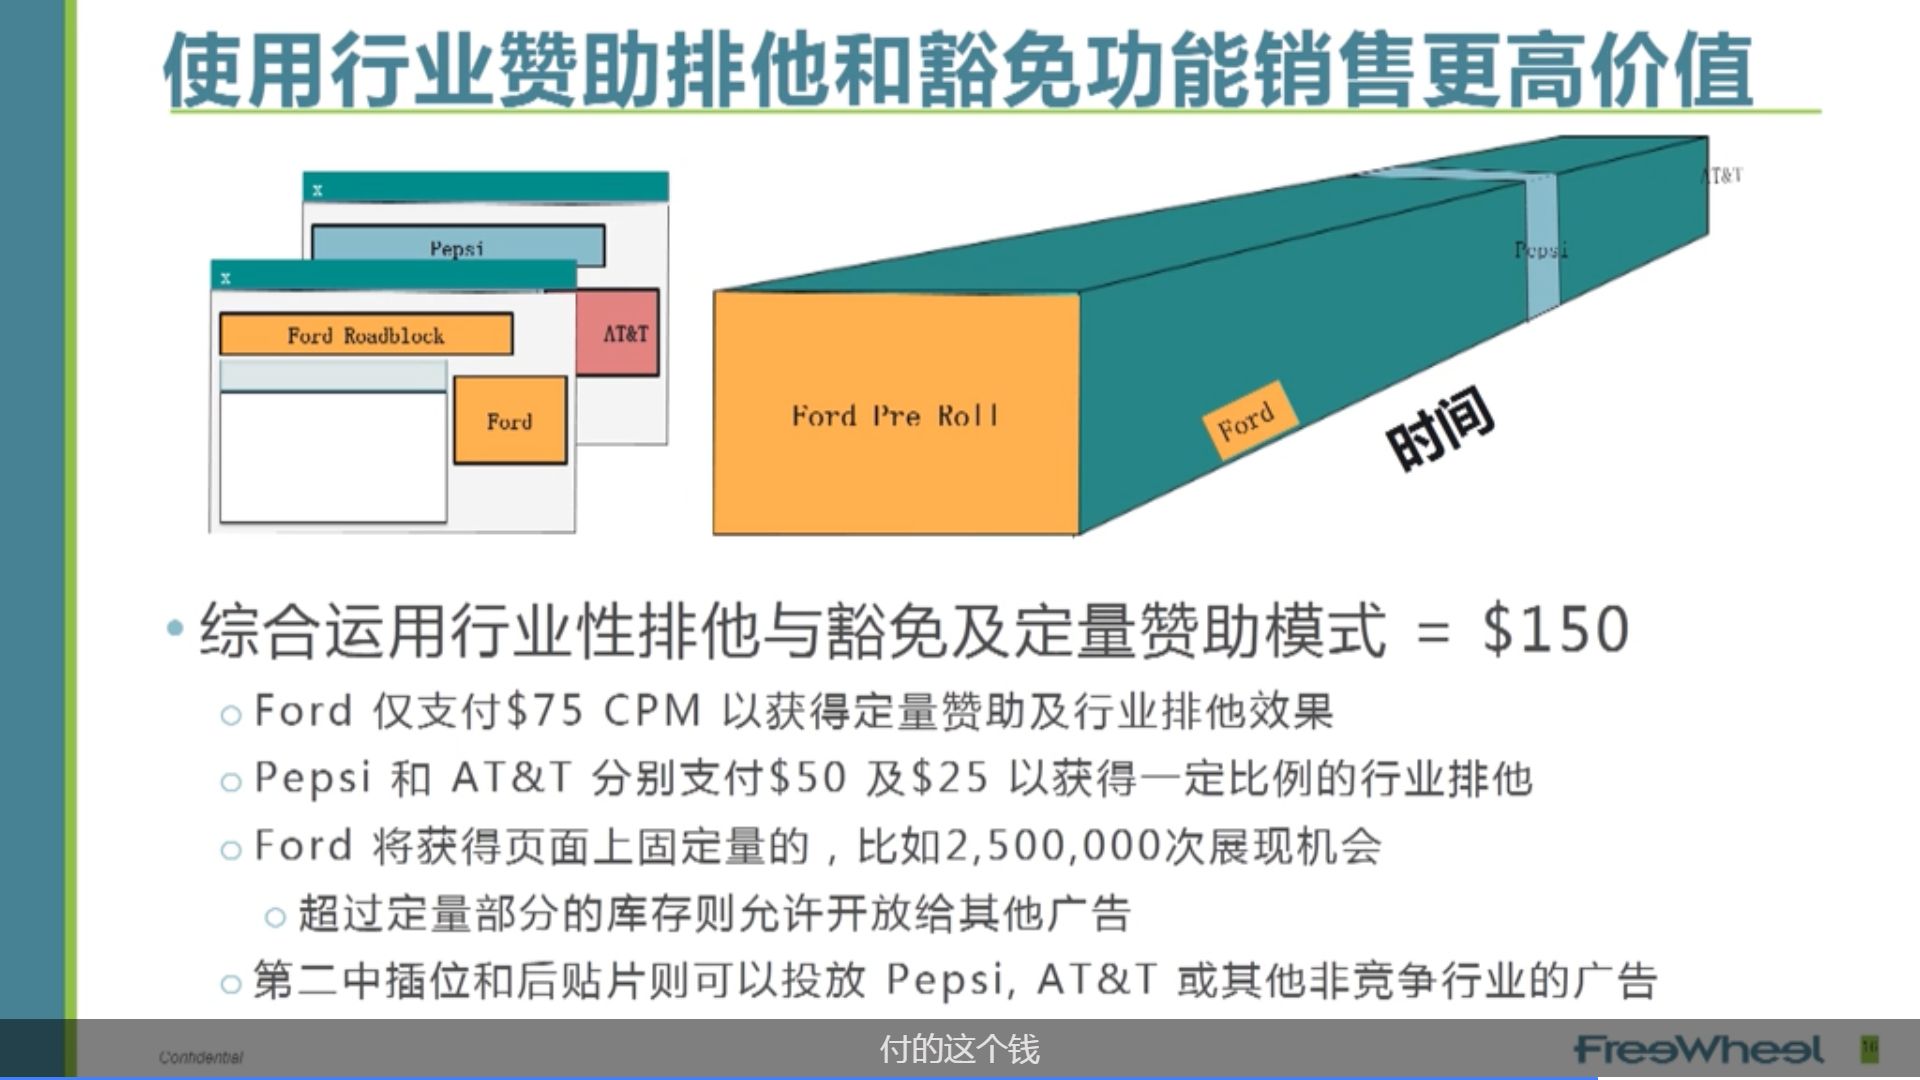 使用行业赞助排他和豁免功能销售更高价值
x
Pepsi
x
Ford Roadblock
AT&T
Ford
Ford Pre Roll
Ford
时间
Pepsi
AT&T
• 综合运用行业性排他与豁免及定量赞助模式 = $150
○ Ford 仅支付$75 CPM 以获得定量赞助及行业排他效果
○ Pepsi 和 AT&T 分别支付$50 及$25 以获得一定比例的行业排他
○ Ford 将获得页面上固定量的，比如2,500,000次展现机会
○ 超过定量部分的库存则允许开放给其他广告
○ 第二中插位和后贴片则可以投放 Pepsi, AT&T 或其他非竞争行业的广告
付的这个钱
Confidential
FreeWheel
16